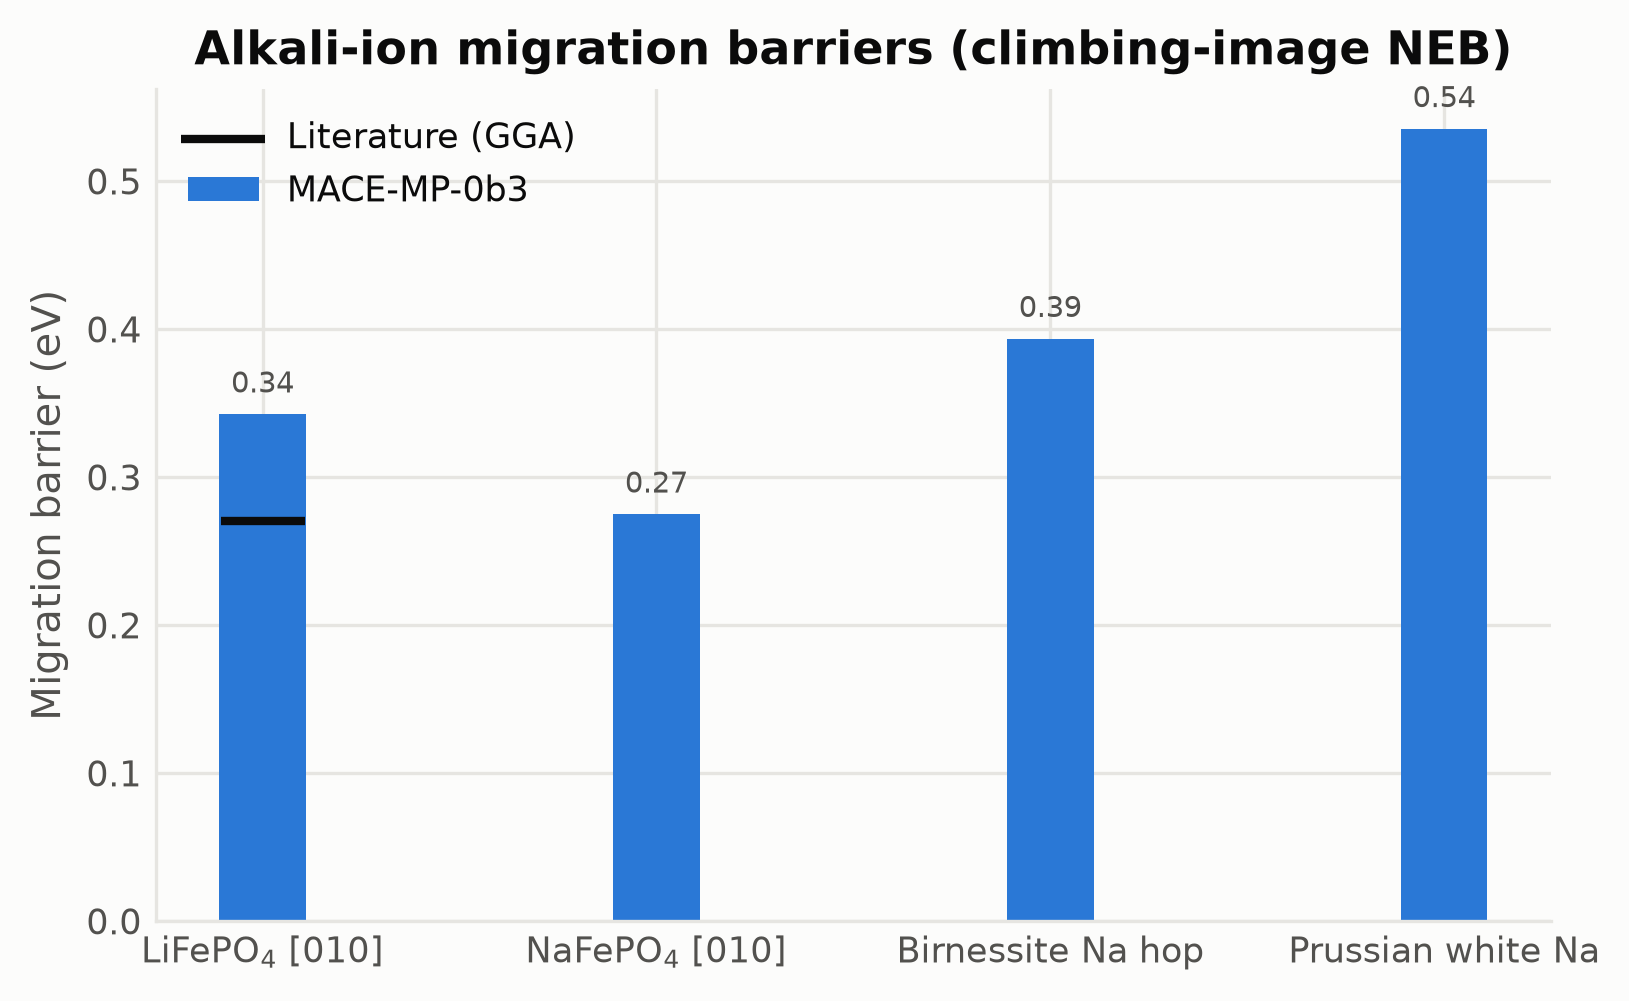 Alkali-ion migration barriers (climbing-image NEB)
Literature (GGA)
MACE-MP-0b3
Migration barrier (eV)
0.5
0.4
0.3
0.2
0.1
0.0
0.34
0.27
0.39
0.54
LiFePO₄ [010]
NaFePO₄ [010]
Birnessite Na hop
Prussian white Na